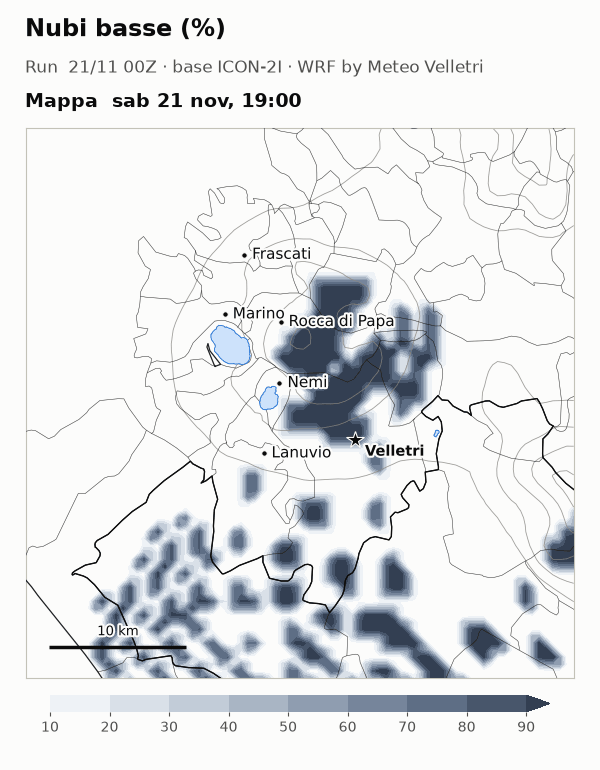 Nubi basse (%)
Run  21/11 00Z · base ICON-2I · WRF by Meteo Velletri
Mappa  sab 21 nov, 19:00
Frascati
Marino
Rocca di Papa
Nemi
Velletri
Lanuvio
10 km
10 20 30 40 50 60 70 80 90